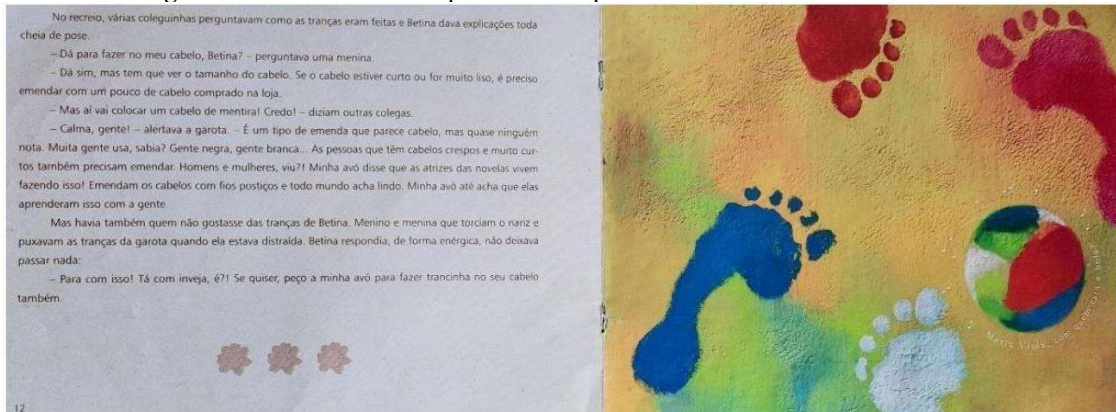 No recreio, várias coleguinhas perguntavam como as tranças eram feitas e Betina dava explicações toda
cheia de pose.
– Dá para fazer no meu cabelo, Betina? – perguntava uma menina.
– Dá sim, mas tem que ver o tamanho do cabelo. Se o cabelo estiver curto ou for muito liso, é preciso
emendar com um pouco de cabelo comprado na loja.
– Mas aí vai colocar um cabelo de mentira! Credo! – diziam outras colegas.
– Calma, gente! – alertava a garota. – É um tipo de emenda que parece cabelo, mas quase ninguém
nota. Muita gente usa, sabia? Gente negra, gente branca... As pessoas que têm cabelos crespos e muito cur-
tos também precisam emendar. Homens e mulheres, viu?! Minha avó disse que as atrizes das novelas vivem
fazendo isso! Emendam os cabelos com fios postiços e todo mundo acha lindo. Minha avó até acha que elas
aprenderam isso com a gente.
Mas havia também quem não gostasse das tranças de Betina. Menino e menina que torciam o nariz e
puxavam as tranças da garota quando ela estava distraída. Betina respondia, de forma enérgica, não deixava
passar nada:
– Para com isso! Tá com inveja, é?! Se quiser, peço a minha avó para fazer trancinha no seu cabelo
também.
12
Maria Viola, com quem está a bola?